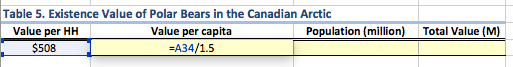 Table 5. Existence Value of Polar Bears in the Canadian Arctic
Value per HH Value per capita Population (million) Total Value (M)
$508 =A34/1.5